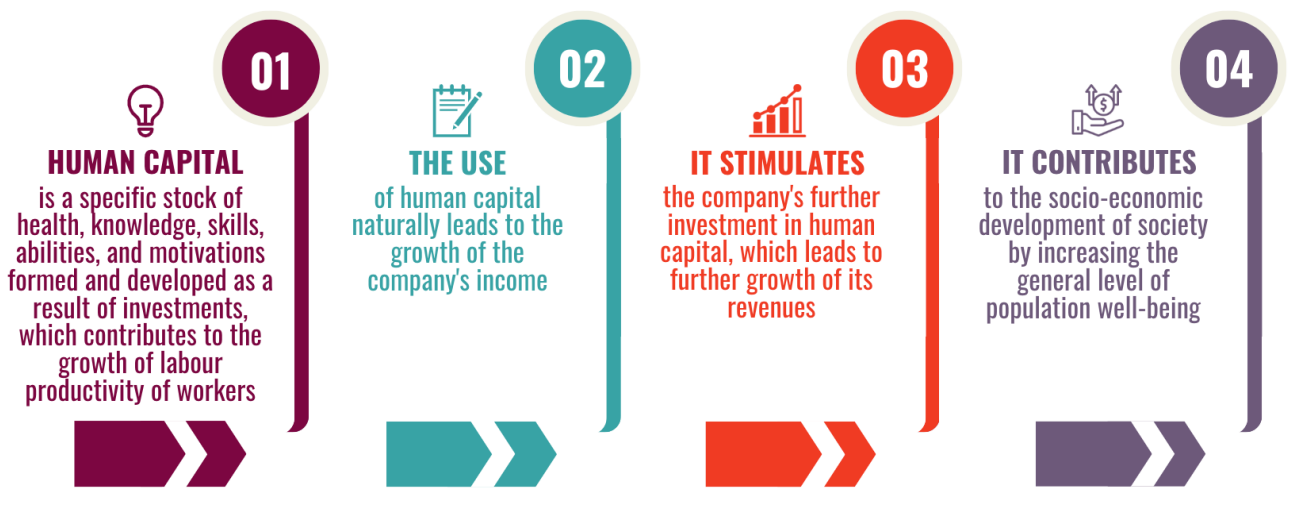 01
HUMAN CAPITAL
is a specific stock of
health, knowledge, skills,
abilities, and motivations
formed and developed as a
result of investments,
which contributes to the
growth of labour
productivity of workers
02
THE USE
of human capital
naturally leads to the
growth of the
company's income
03
IT STIMULATES
the company's further
investment in human
capital, which leads to
further growth of its
revenues
04
$
IT CONTRIBUTES
to the socio-economic
development of society
by increasing the
general level of
population well-being